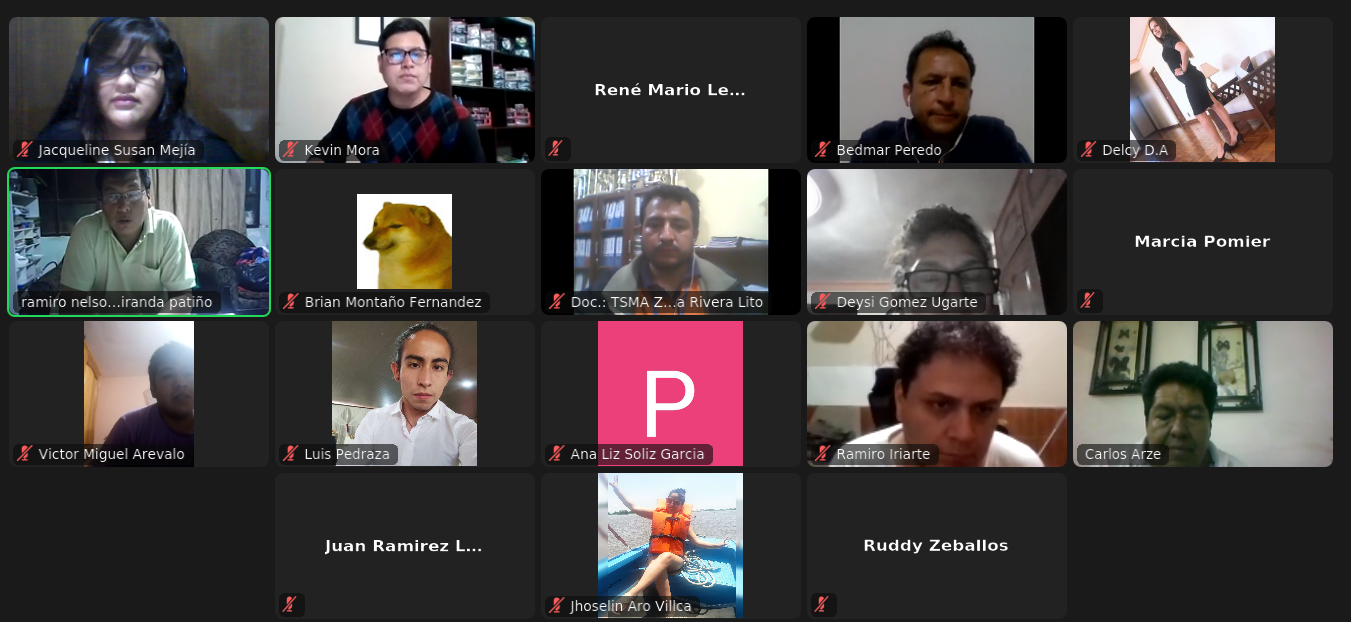 Jacqueline Susan Mejía
Kevin Mora
René Mario Le...
Bedmar Peredo
Delcy D.A
ramiro nelso...iranda patiño
Brian Montaño Fernandez
Doc.: TSMA Z...a Rivera Lito
Deysi Gomez Ugarte
Marcia Pomier
Victor Miguel Arevalo
Luis Pedraza
P
Ana Liz Soliz Garcia
Ramiro Iriarte
Carlos Arze
Juan Ramirez L...
Jhoselin Aro Villca
Ruddy Zeballos